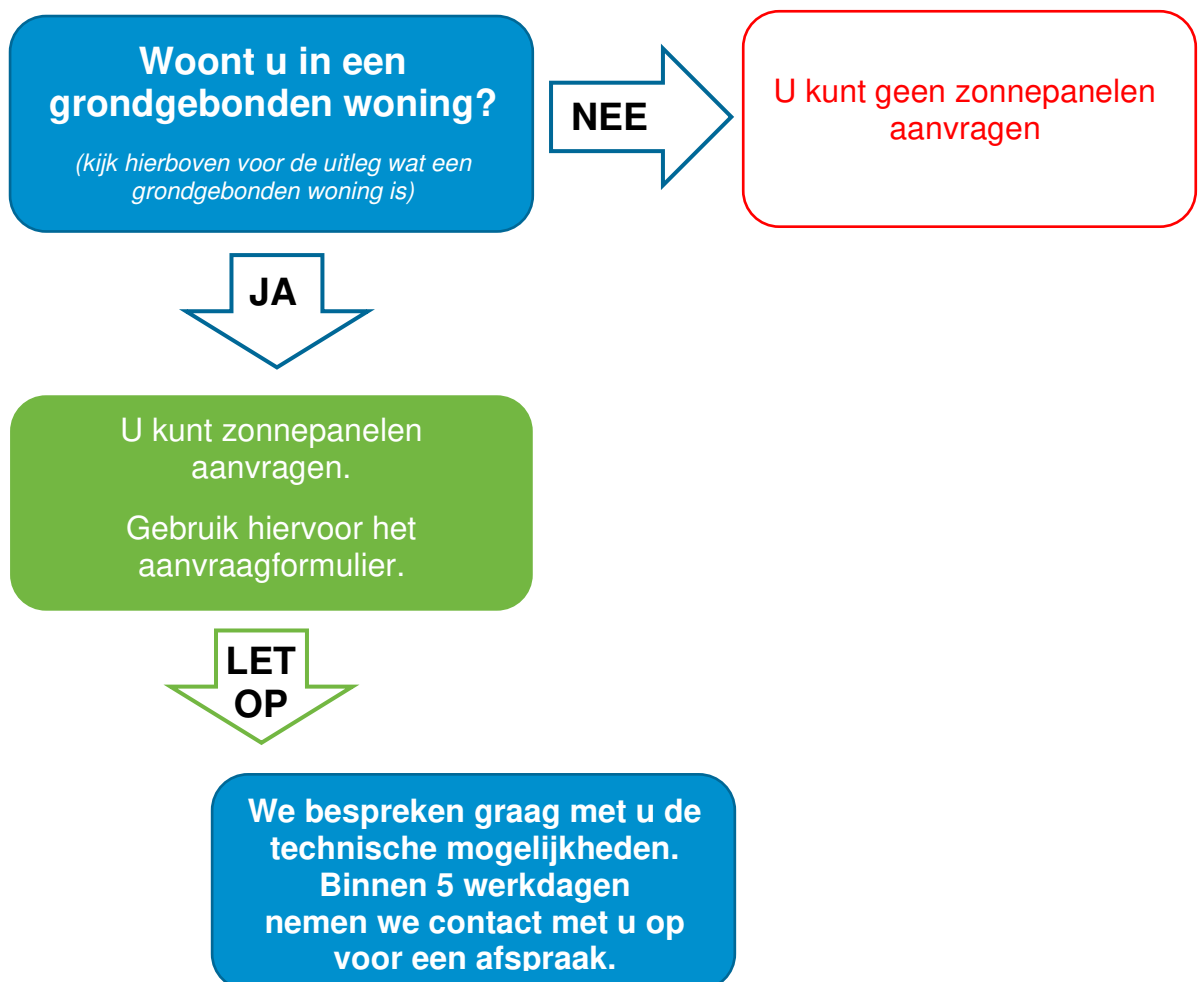 Woont u in een
grondgebonden woning?
(kijk hierboven voor de uitleg wat een
grondgebonden woning is)
NEE
U kunt geen zonnepanelen
aanvragen
JA
U kunt zonnepanelen
aanvragen.
Gebruik hiervoor het
aanvraagformulier.
LET
OP
We bespreken graag met u de
technische mogelijkheden.
Binnen 5 werkdagen
nemen we contact met u op
voor een afspraak.